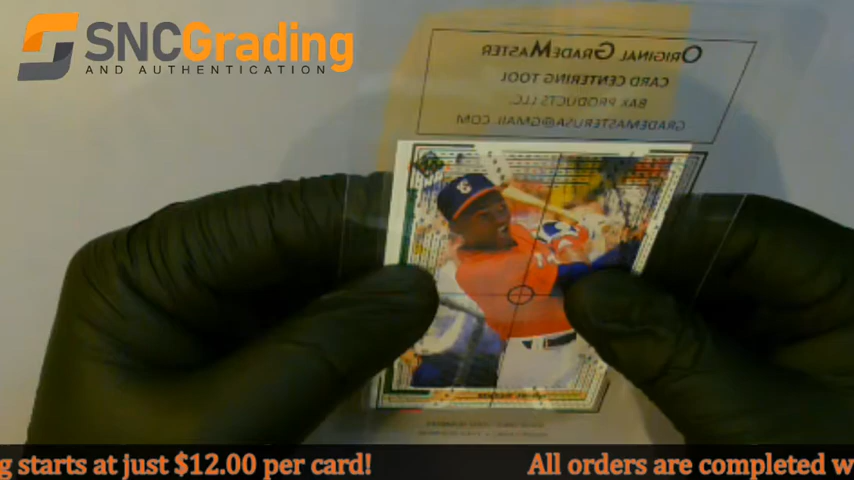 SNCGrading
AND AUTHENTICATION
ORIGINAL GRADEMASTER
CARD CENTERING TOOL
BAX PRODUCTS LLC.
GRADEMASTERUSA@GMAIL.COM
g starts at just $12.00 per card!
All orders are completed w